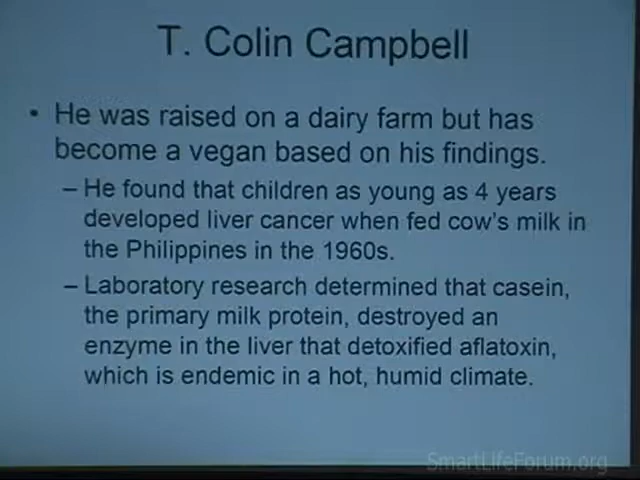 T. Colin Campbell
• He was raised on a dairy farm but has
become a vegan based on his findings.
– He found that children as young as 4 years
developed liver cancer when fed cow's milk in
the Philippines in the 1960s.
– Laboratory research determined that casein,
the primary milk protein, destroyed an
enzyme in the liver that detoxified aflatoxin,
which is endemic in a hot, humid climate.
SmartLifeForum.org